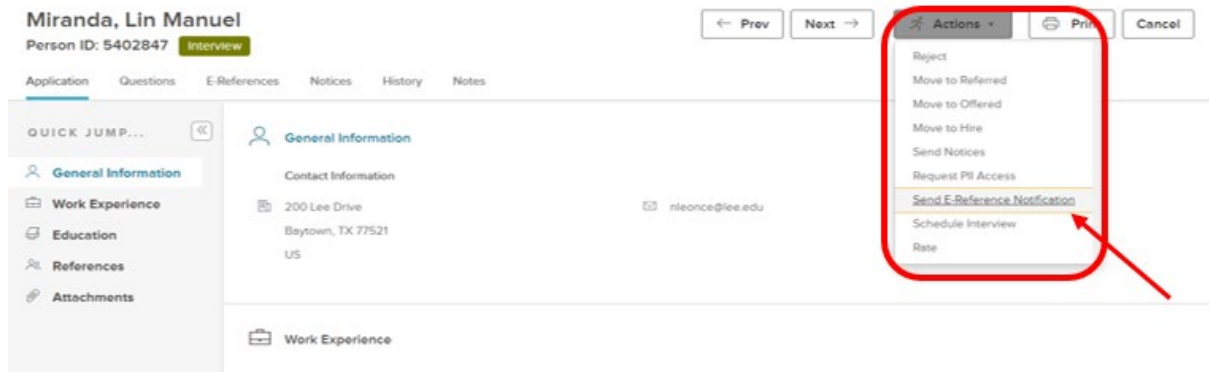 Miranda, Lin Manuel
Person ID: 5402847 Interview
← Prev Next → Actions Print Cancel
Application Questions E-References Notices History Notes
Reject
Move to Referred
Move to Offered
Move to Hire
Send Notices
Request PII Access
Send E-Reference Notification
Schedule Interview
Rate
QUICK JUMP...
General Information
Work Experience
Education
References
Attachments
General Information
Contact Information
200 Lee Drive nleonce@lee.edu
Baytown, TX 77521
US
Work Experience